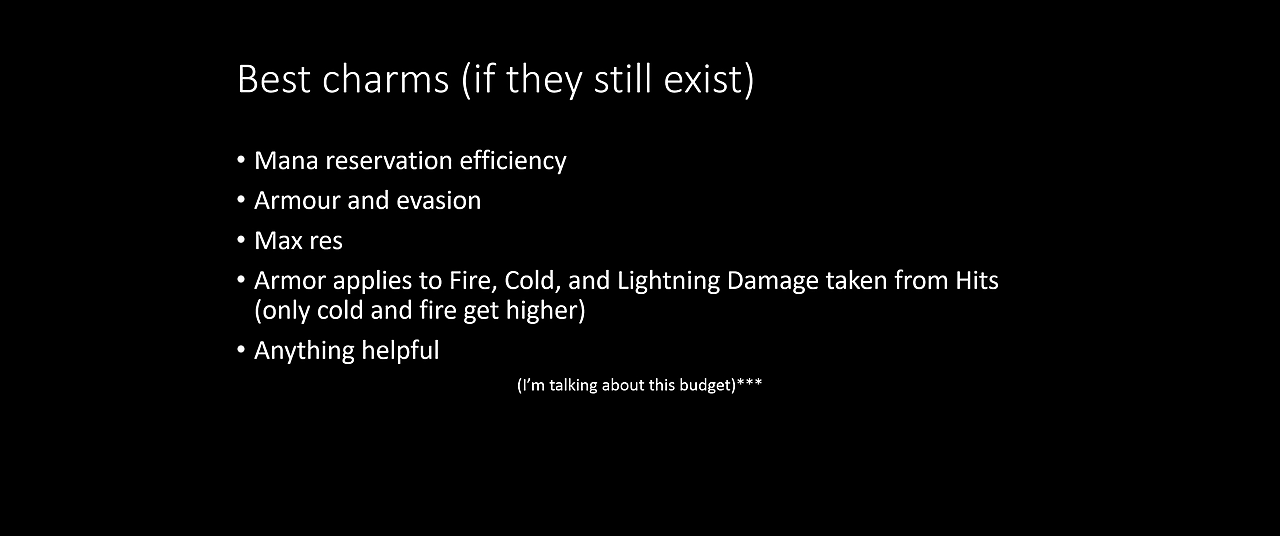 Best charms (if they still exist)
• Mana reservation efficiency
• Armour and evasion
• Max res
• Armor applies to Fire, Cold, and Lightning Damage taken from Hits
(only cold and fire get higher)
• Anything helpful
(I’m talking about this budget)***